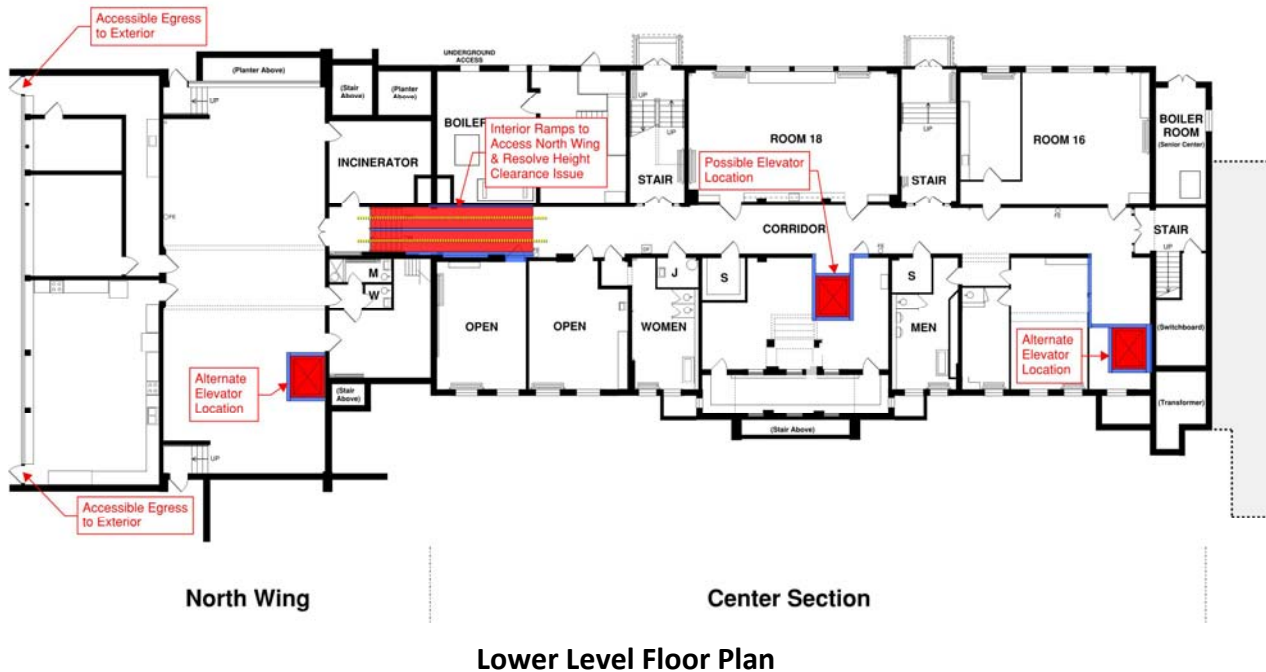 Accessible Egress
to Exterior
(Planter Above)
UP
(Stair
Above)
(Planter
Above)
UNDERGROUND
ACCESS
BOILER
Interior Ramps to
Access North Wing
& Resolve Height
Clearance Issue
INCINERATOR
UP
UP
STAIR
ROOM 18
Possible Elevator
Location
UP
STAIR
ROOM 16
BOILER
ROOM
(Senior Center)
CORRIDOR
STAIR
UP
M
W
OPEN
OPEN
J
WOMEN
S
S
MEN
(Switchboard)
Alternate
Elevator
Location
Alternate
Elevator
Location
(Stair
Above)
(Stair Above)
(Transformer)
UP
Accessible Egress
to Exterior
North Wing
Center Section
Lower Level Floor Plan